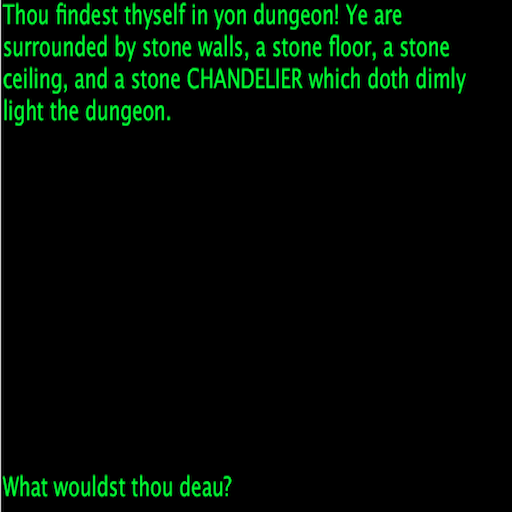 Thou findest thyself in yon dungeon! Ye are
surrounded by stone walls, a stone floor, a stone
ceiling, and a stone CHANDELIER which doth dimly
light the dungeon.
What wouldst thou deau?